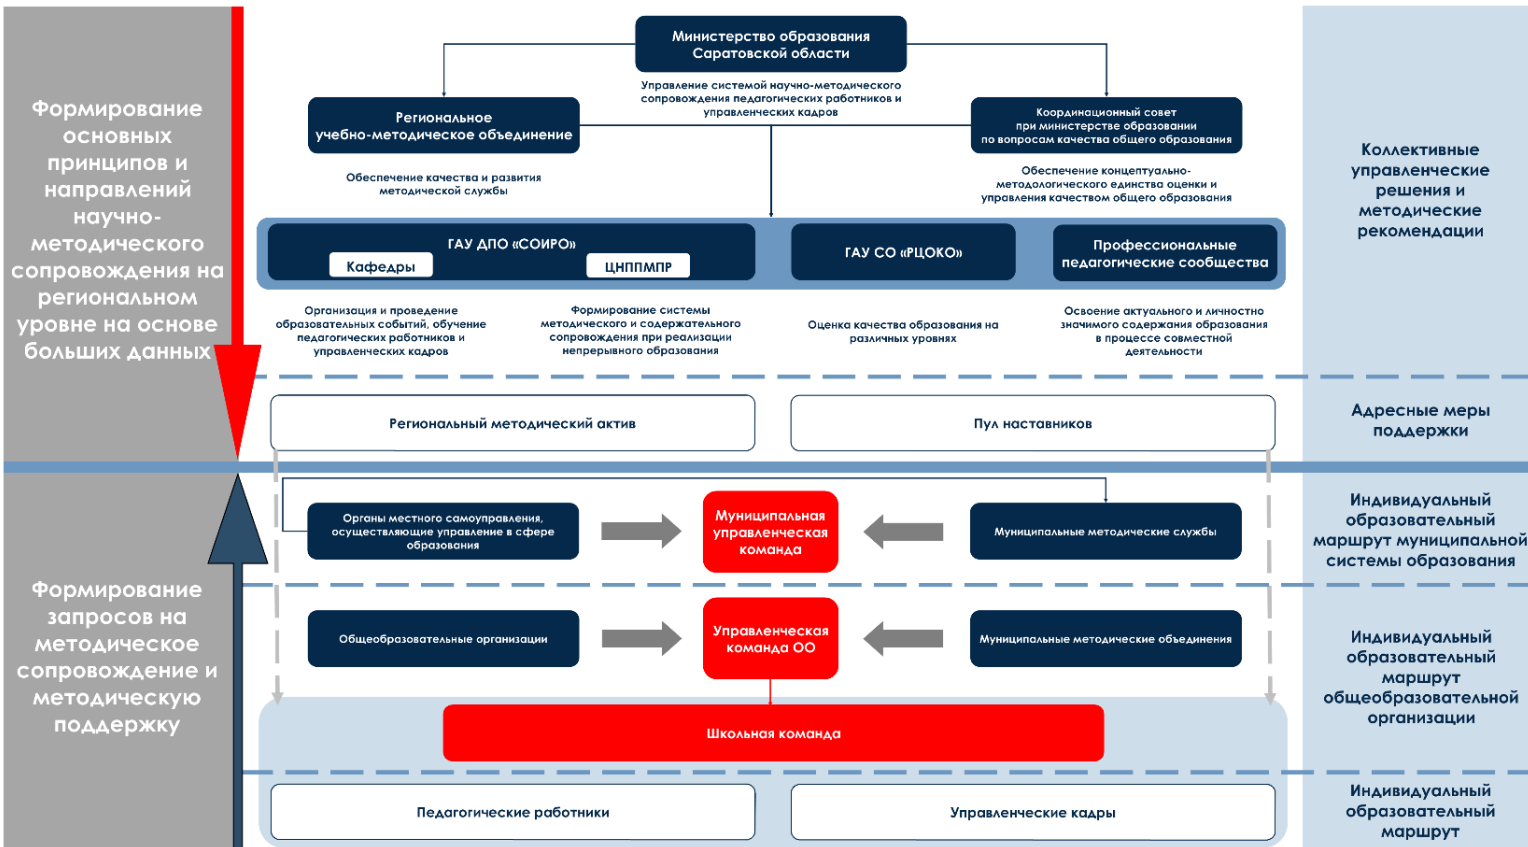 Формирование
основных
принципов и
направлений
научно-
методического
сопровождения на
региональном
уровне на основе
больших данных
Министерство образования
Саратовской области
Управление системой научно-методического
сопровождения педагогических работников и
управленческих кадров
Региональное
учебно-методическое объединение
Обеспечение качества и развития
методической службы
Координационный совет
при министерстве образовании
по вопросам качества общего образования
Обеспечение концептуально-
методологического единства оценки и
управления качеством общего образования
ГАУ ДПО «СОИРО»
Кафедры
ЦНППМПР
ГАУ СО «РЦОКО»
Профессиональные
педагогические сообщества
Организация и проведение
образовательных событий, обучение
педагогических работников и
управленческих кадров
Формирование системы
методического и содержательного
сопровождения при реализации
непрерывного образования
Оценка качества образования на
различных уровнях
Освоение актуального и личностно
значимого содержания образования
в процессе совместной
деятельности
Коллективные
управленческие
решения и
методические
рекомендации
Региональный методический актив
Пул наставников
Адресные меры
поддержки
Формирование
запросов на
методическое
сопровождение и
методическую
поддержку
Органы местного самоуправления,
осуществляющие управление в сфере
образования
Муниципальная
управленческая
команда
Муниципальные методические службы
Индивидуальный
образовательный
маршрут муниципальной
системы образования
Общеобразовательные организации
Управленческая
команда ОО
Муниципальные методические объединения
Индивидуальный
образовательный
маршрут
общеобразовательной
организации
Школьная команда
Педагогические работники
Управленческие кадры
Индивидуальный
образовательный
маршрут